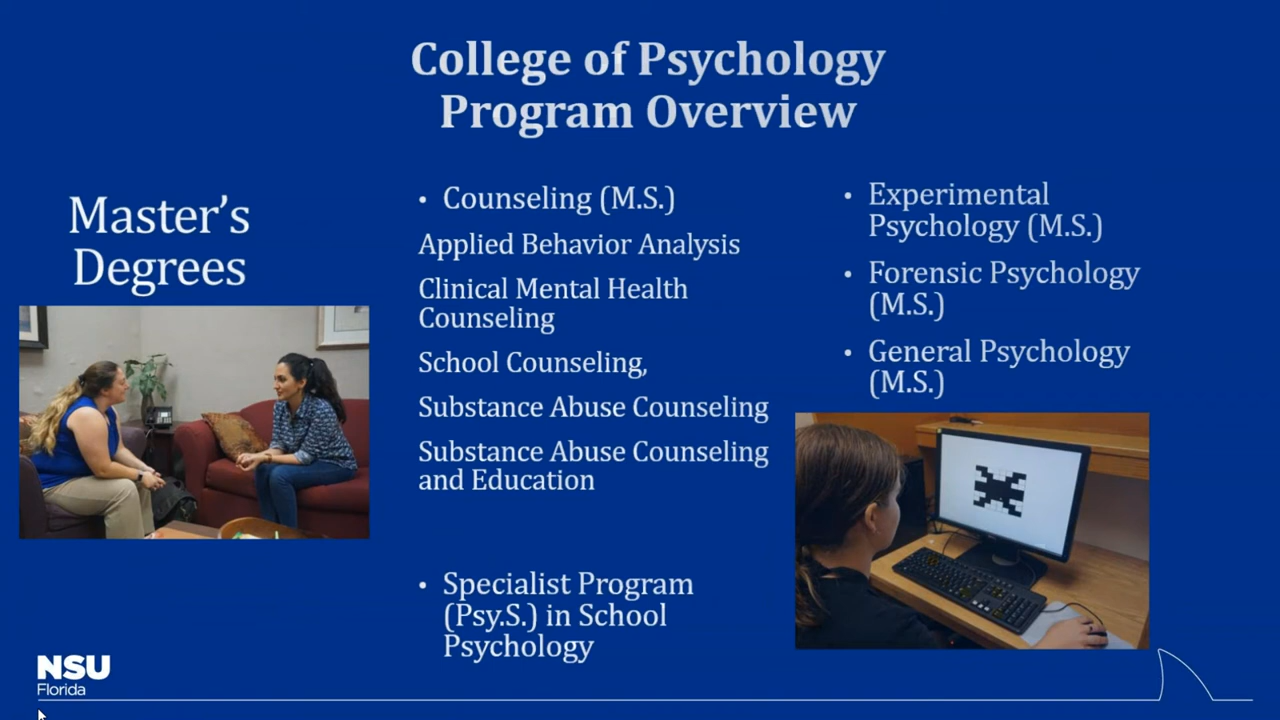 College of Psychology
Program Overview
Master's
Degrees
• Counseling (M.S.)
Applied Behavior Analysis
Clinical Mental Health
Counseling
School Counseling,
Substance Abuse Counseling
Substance Abuse Counseling
and Education
• Specialist Program
(Psy.S.) in School
Psychology
• Experimental
Psychology (M.S.)
• Forensic Psychology
(M.S.)
• General Psychology
(M.S.)
NSU
Florida